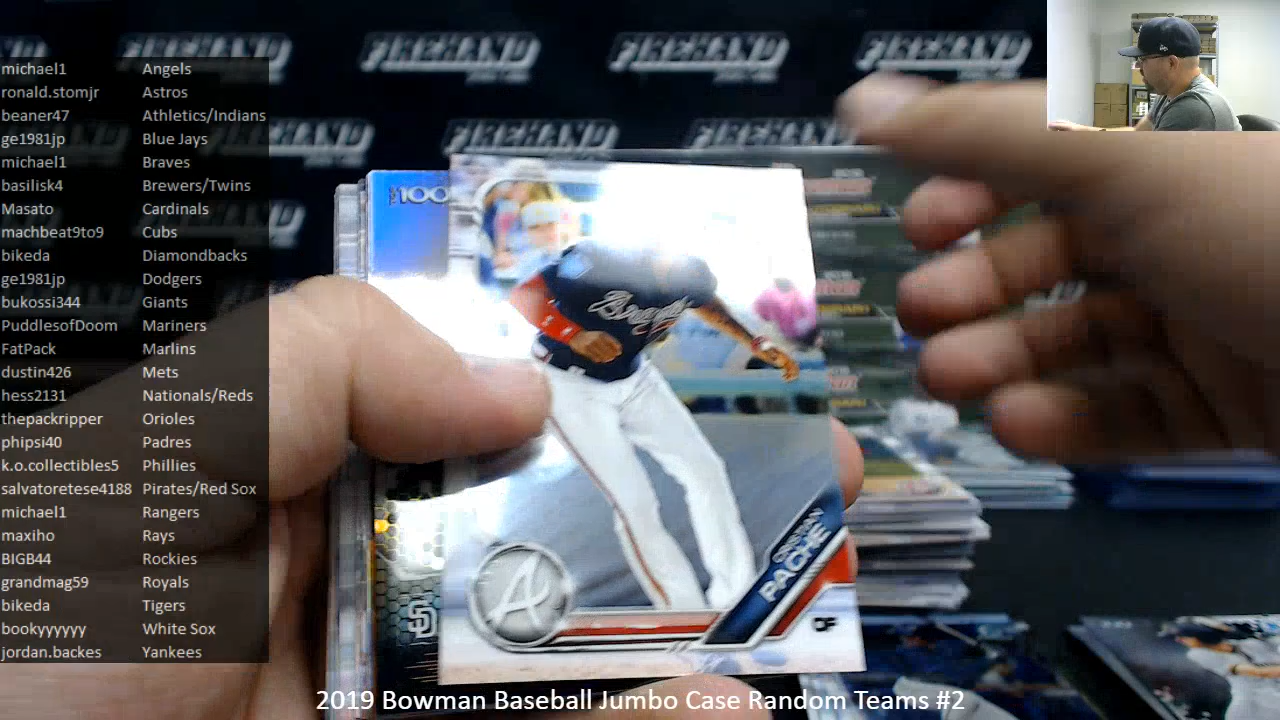 FIREHAND
FIREHAND
FIREHAND
FIREHAND
FIREHAND
FIREHAND
michael1 Angels
ronald.stomjr Astros
beaner47 Athletics/Indians
ge1981jp Blue Jays
michael1 Braves
basilisk4 Brewers/Twins
Masato Cardinals
machbeat9to9 Cubs
bikeda Diamondbacks
ge1981jp Dodgers
bukossi344 Giants
PuddlesofDoom Mariners
FatPack Marlins
dustin426 Mets
hess2131 Nationals/Reds
thepackripper Orioles
phipsi40 Padres
k.o.collectibles5 Phillies
salvatoretese4188 Pirates/Red Sox
michael1 Rangers
maxiho Rays
BIGB44 Rockies
grandmag59 Royals
bikeda Tigers
bookyyyyyy White Sox
jordan.backes Yankees
TOP 100
Braves
CRISTIAN
PACHE
A
OF
SD
2019 Bowman Baseball Jumbo Case Random Teams #2